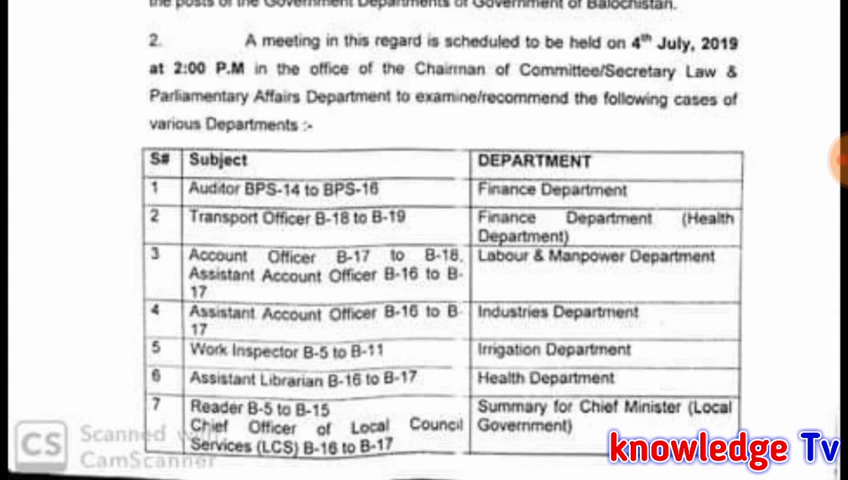 the posts of the Government Departments of Government of Balochistan.
2. A meeting in this regard is scheduled to be held on 4th July, 2019
at 2:00 P.M in the office of the Chairman of Committee/Secretary Law &
Parliamentary Affairs Department to examine/recommend the following cases of
various Departments :-
S# Subject DEPARTMENT
1 Auditor BPS-14 to BPS-16 Finance Department
2 Transport Officer B-18 to B-19 Finance Department (Health
Department)
3 Account Officer B-17 to B-18, Labour & Manpower Department
Assistant Account Officer B-16 to B-
17
4 Assistant Account Officer B-16 to B- Industries Department
17
5 Work Inspector B-5 to B-11 Irrigation Department
6 Assistant Librarian B-16 to B-17 Health Department
7 Reader B-5 to B-15 Summary for Chief Minister (Local
Chief Officer of Local Council Government)
Services (LCS) B-16 to B-17
CS Scanned w
CamScanner
knowledge Tv